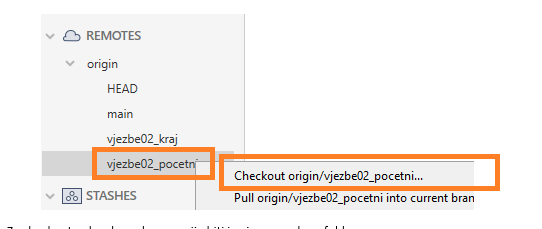 REMOTES
origin
HEAD
main
vjezbe02_kraj
vjezbe02_pocetni
Checkout origin/vjezbe02_pocetni...
Pull origin/vjezbe02_pocetni into current bran
STASHES